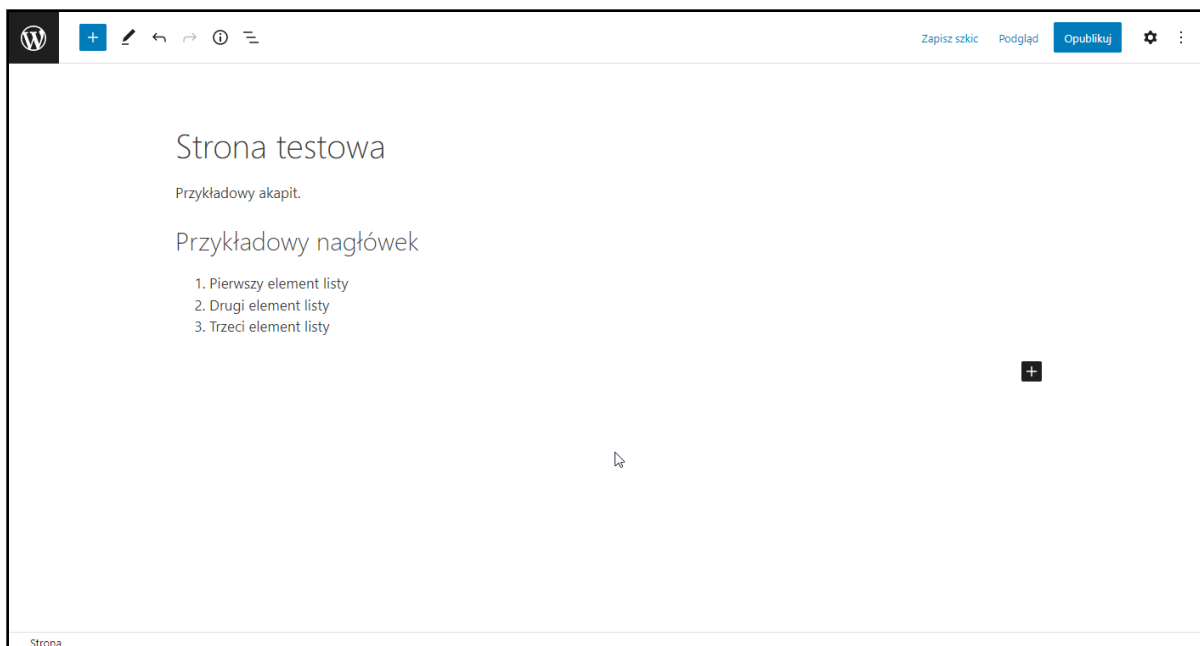 Zapisz szkic Podgląd Opublikuj
Strona testowa
Przykładowy akapit.
Przykładowy nagłówek
1. Pierwszy element listy
2. Drugi element listy
3. Trzeci element listy
Strona